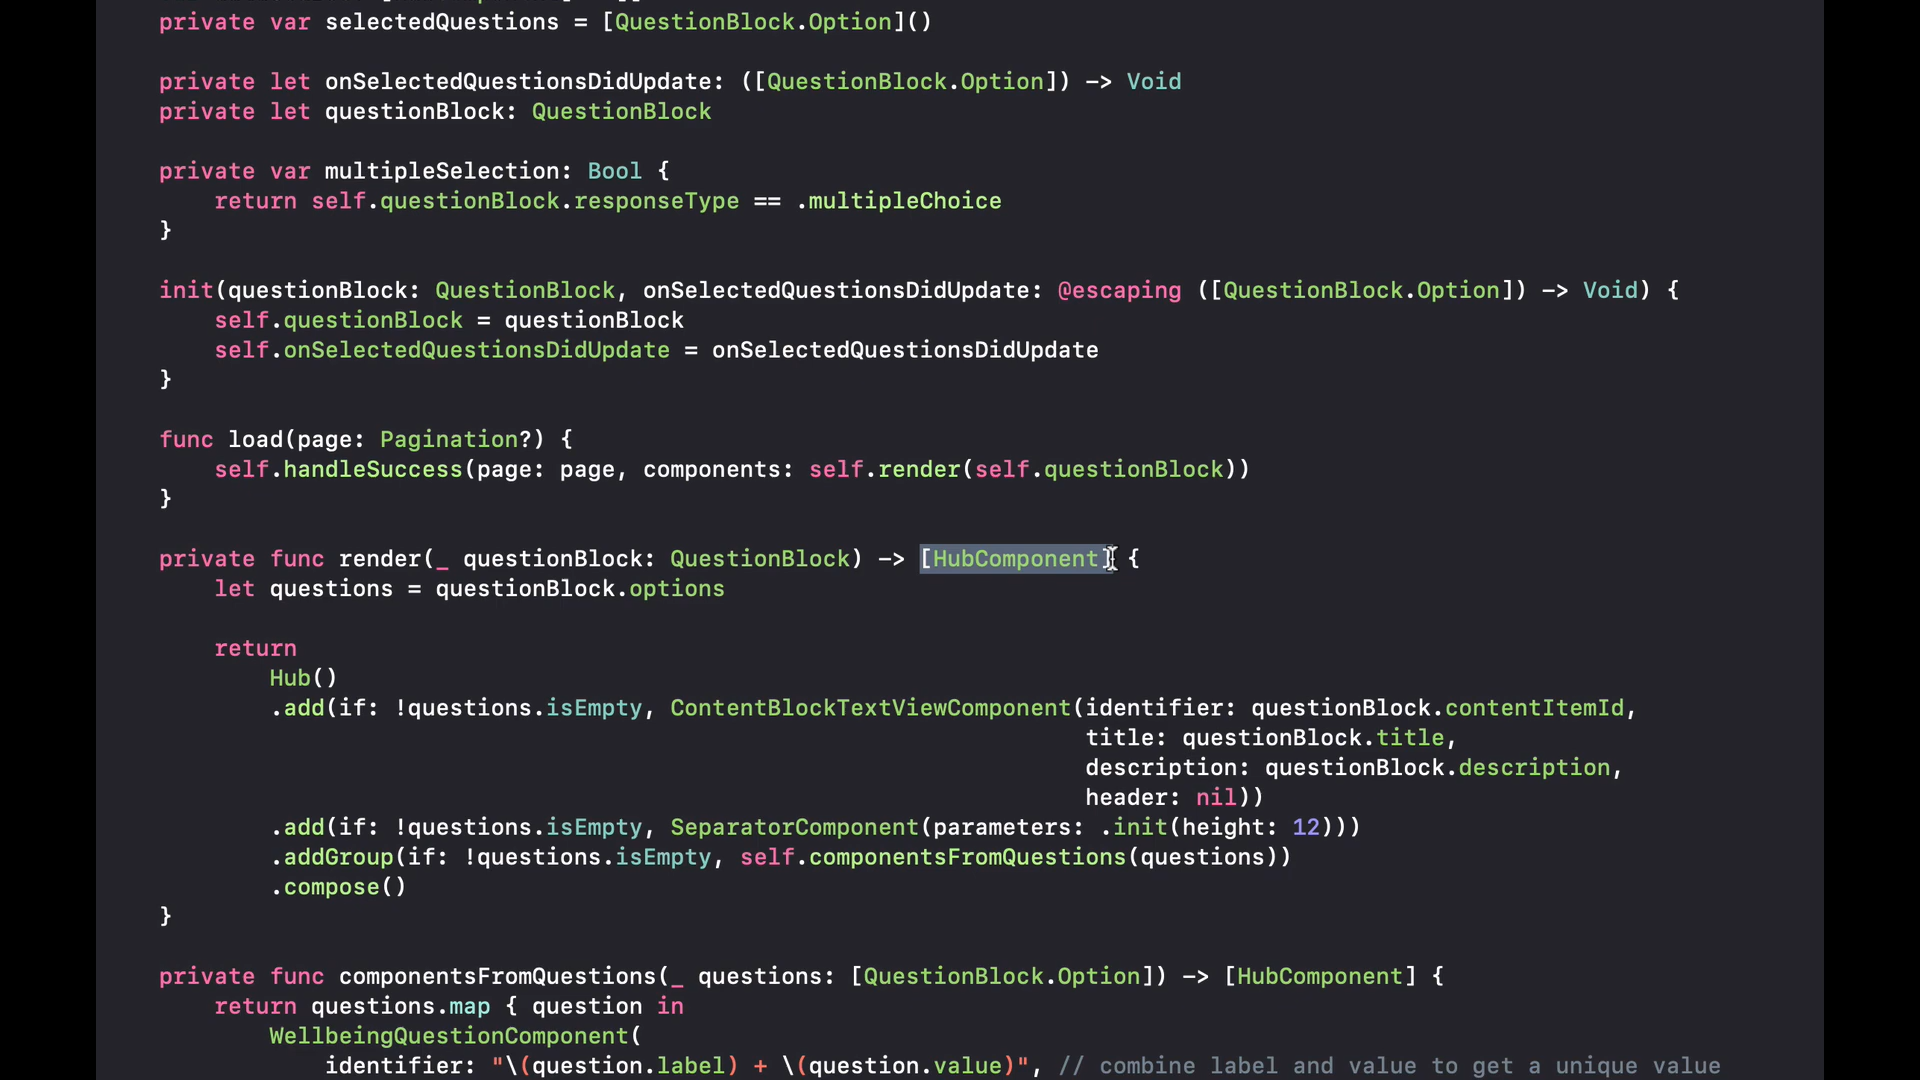 private var selectedQuestions = [QuestionBlock.Option]()
private let onSelectedQuestionsDidUpdate: ([QuestionBlock.Option]) -> Void
private let questionBlock: QuestionBlock
private var multipleSelection: Bool {
return self.questionBlock.responseType == .multipleChoice
}
init(questionBlock: QuestionBlock, onSelectedQuestionsDidUpdate: @escaping ([QuestionBlock.Option]) -> Void) {
self.questionBlock = questionBlock
self.onSelectedQuestionsDidUpdate = onSelectedQuestionsDidUpdate
}
func load(page: Pagination?) {
self.handleSuccess(page: page, components: self.render(self.questionBlock))
}
private func render(_ questionBlock: QuestionBlock) -> [HubComponent] {
let questions = questionBlock.options
return
Hub()
.add(if: !questions.isEmpty, ContentBlockTextViewComponent(identifier: questionBlock.contentItemId,
title: questionBlock.title,
description: questionBlock.description,
header: nil))
.add(if: !questions.isEmpty, SeparatorComponent(parameters: .init(height: 12)))
.addGroup(if: !questions.isEmpty, self.componentsFromQuestions(questions))
.compose()
}
private func componentsFromQuestions(_ questions: [QuestionBlock.Option]) -> [HubComponent] {
return questions.map { question in
WellbeingQuestionComponent(
identifier: "\(question.label) + \(question.value)", // combine label and value to get a unique value